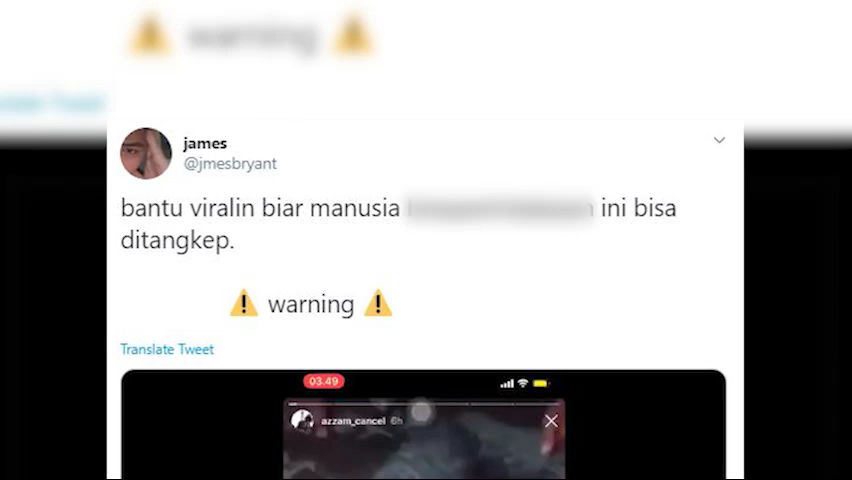 warning
james
@jmesbryant
bantu viralin biar manusia ini bisa
ditangkep.
warning
Translate Tweet
03.49
azzam_cancel 6h